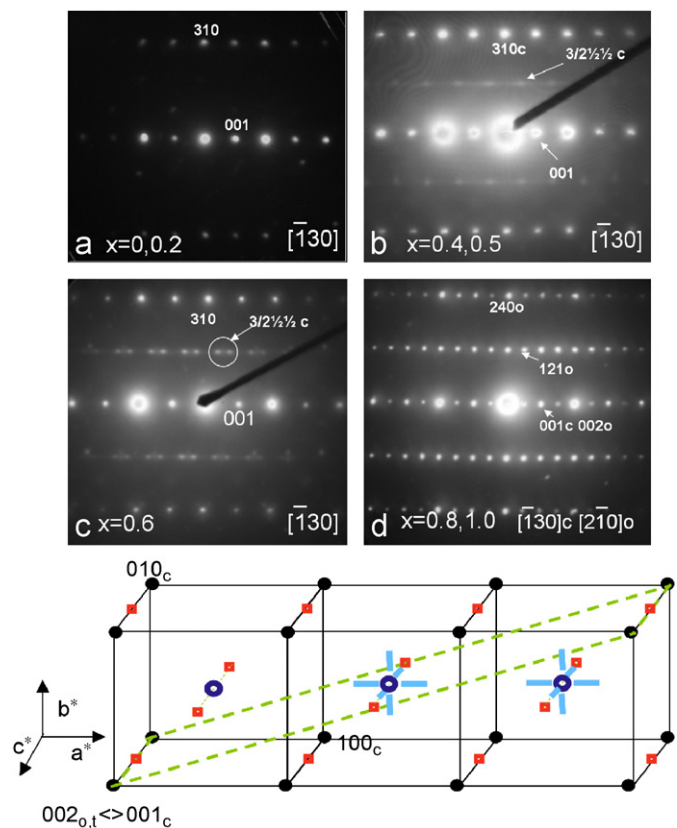 310
001
a x=0,0.2 [1̄30]
310c
3/2½½ c
001
b x=0.4,0.5 [1̄30]
310
3/2½½ c
001
c x=0.6 [1̄30]
240o
121o
001c 002o
d x=0.8,1.0 [1̄30]c [21̄0]o
010c
b*
c*
a*
100c
002o,t<>001c